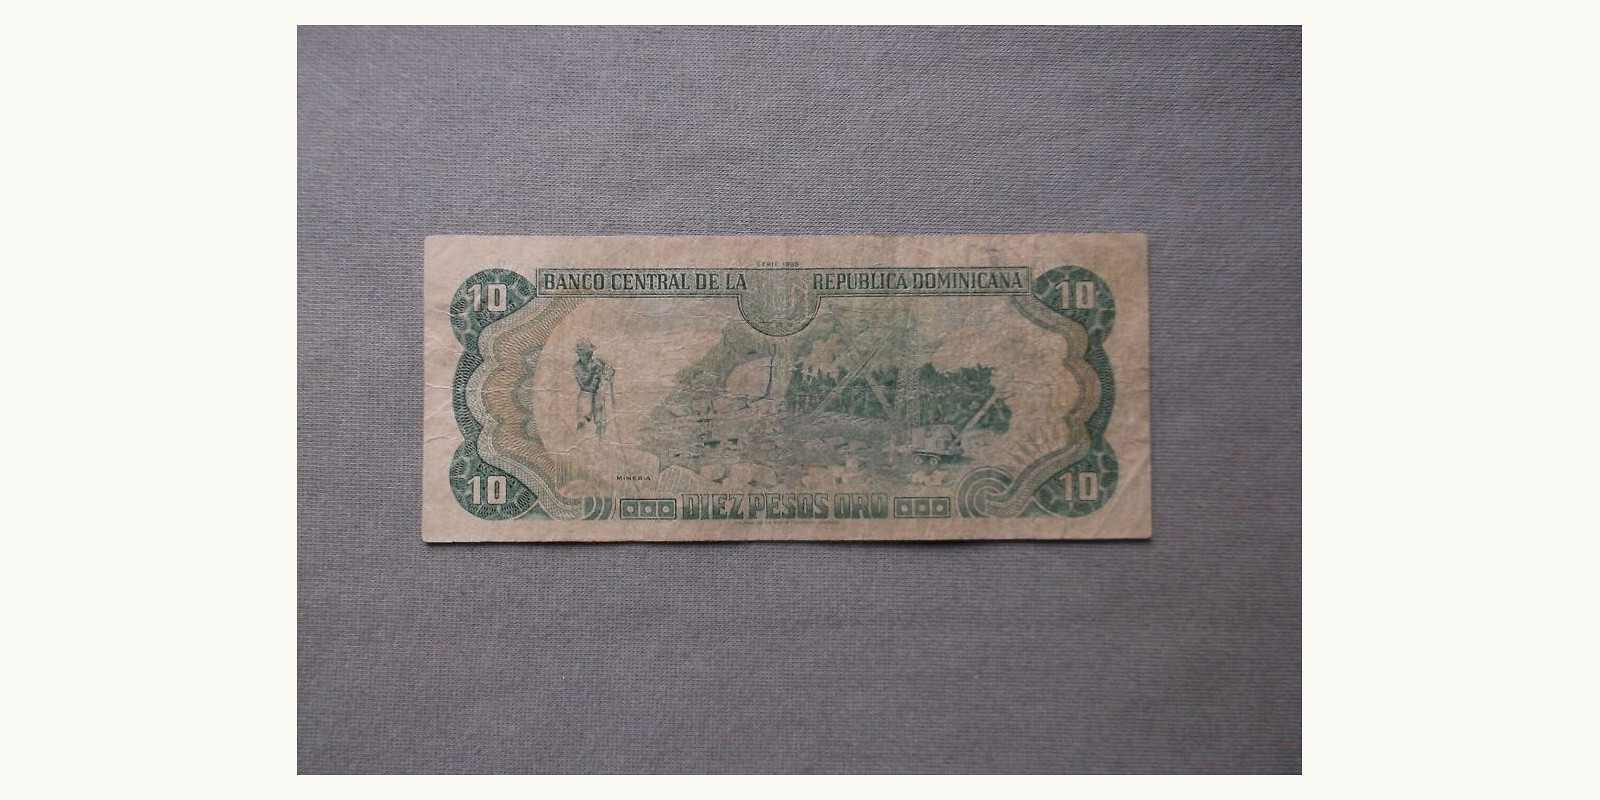 SERIE 1988
10 BANCO CENTRAL DE LA REPUBLICA DOMINICANA 10
MINERIA
10 DIEZ PESOS ORO 10